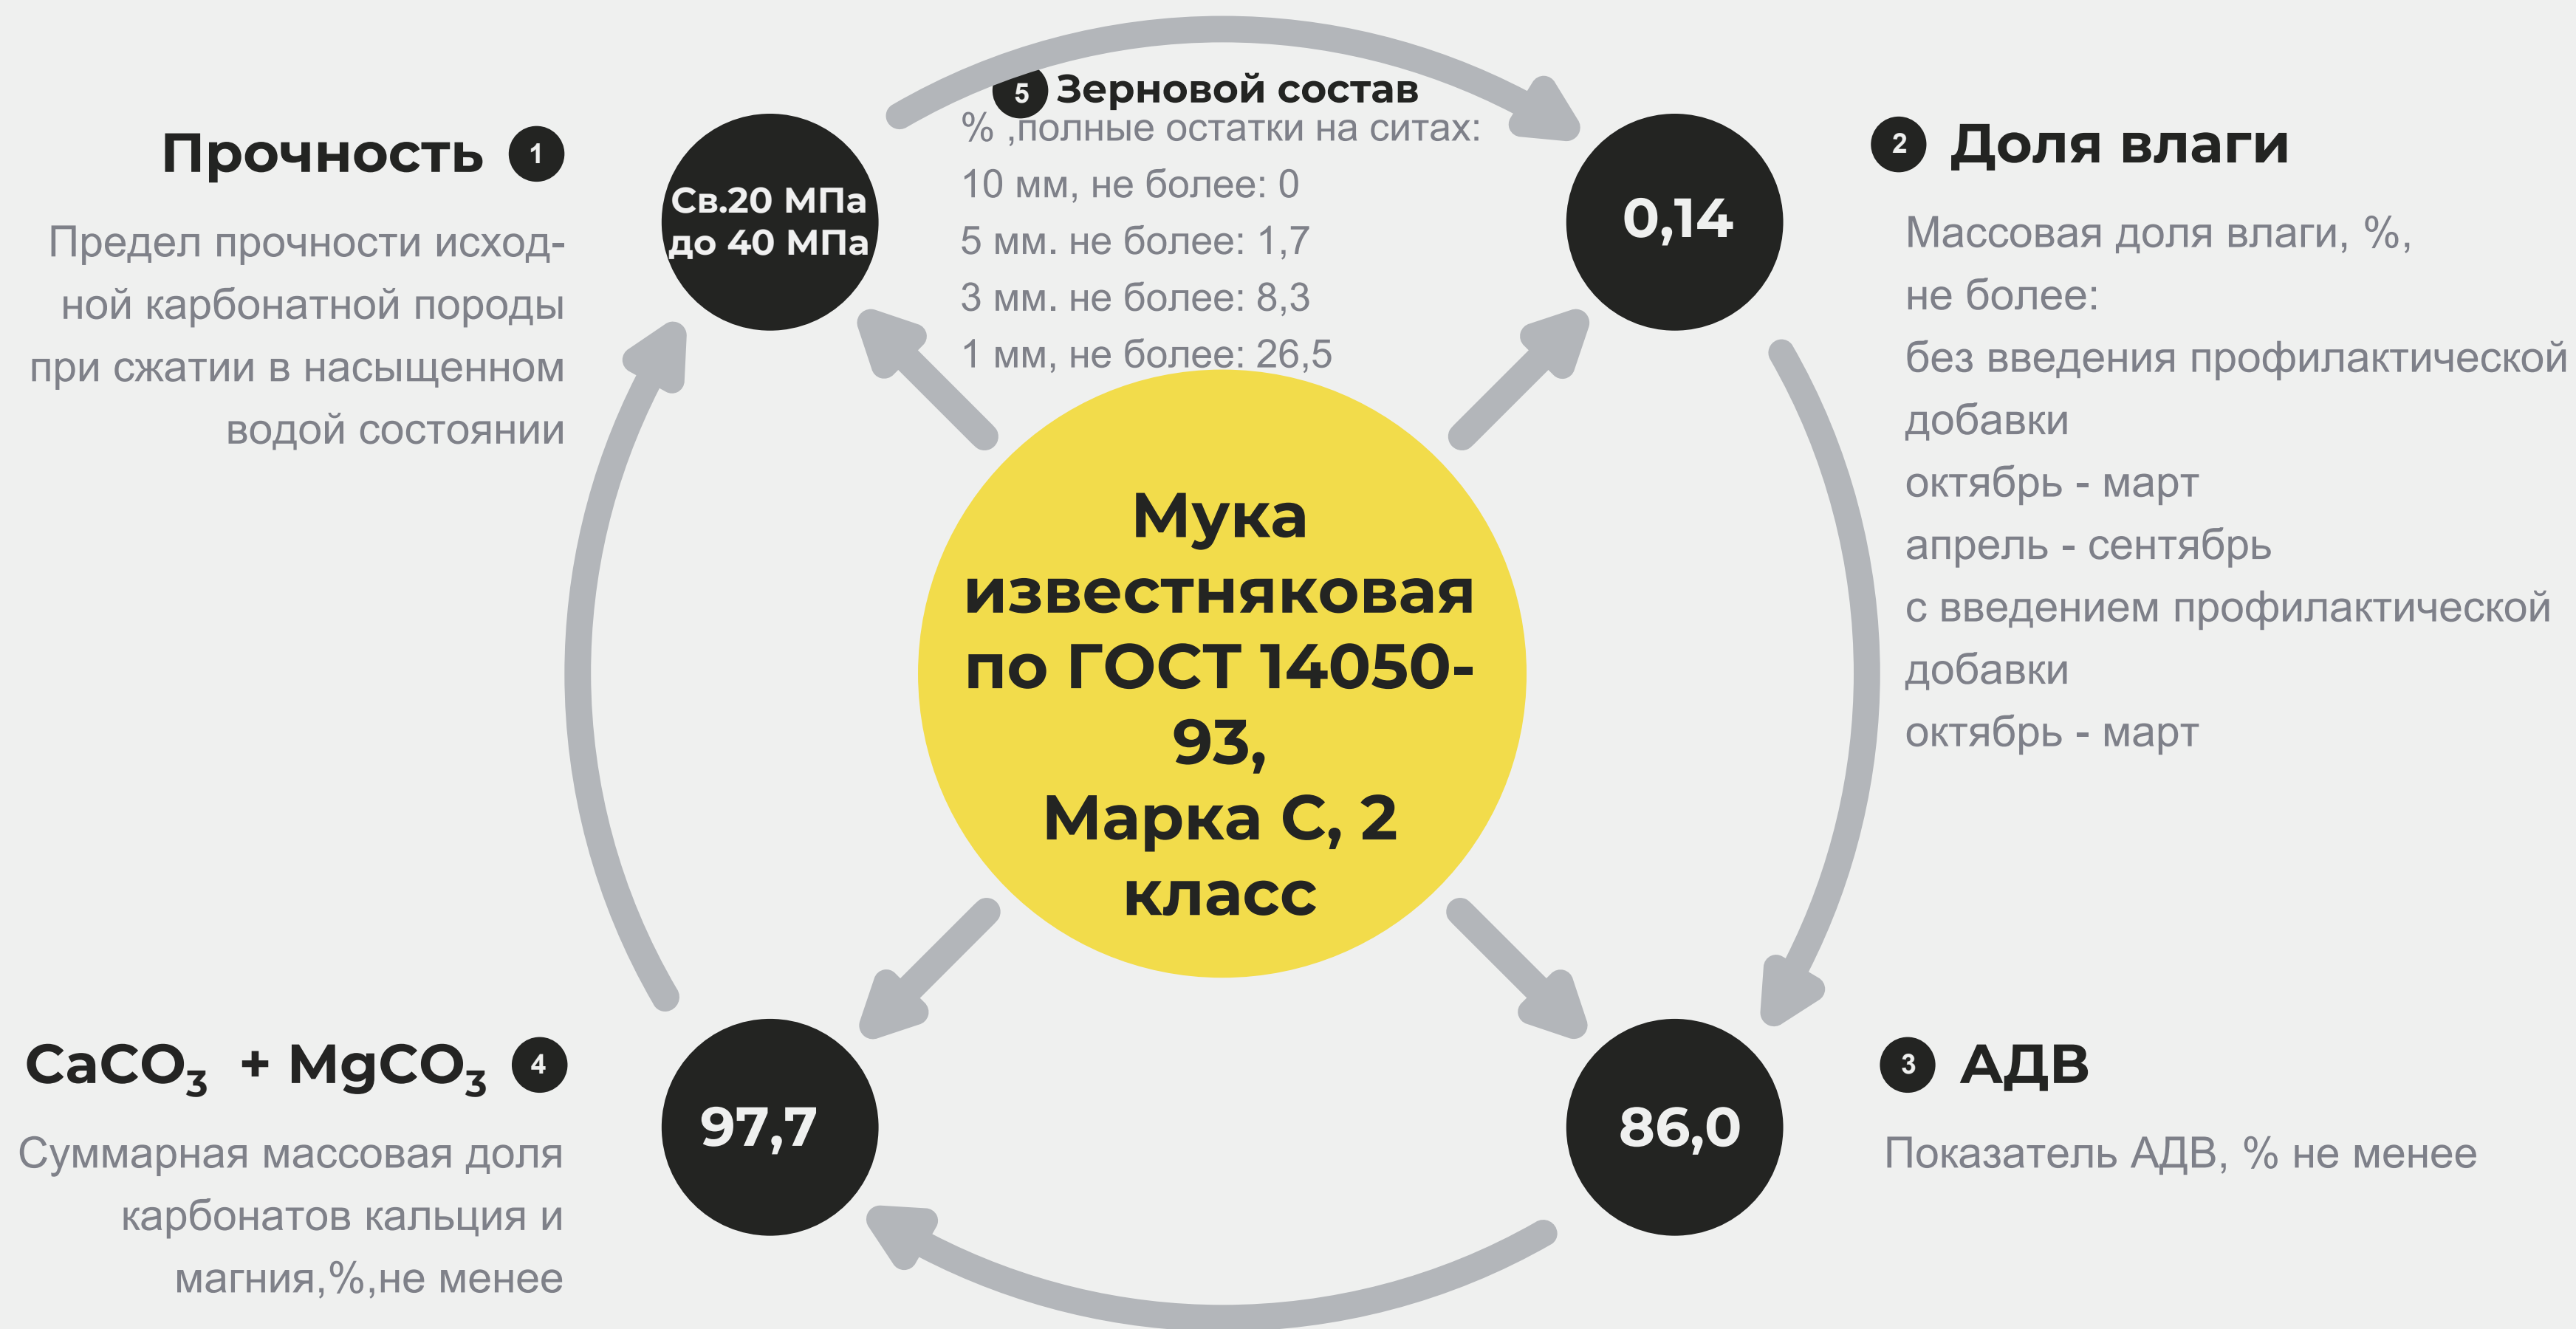 Прочность 1
Предел прочности исход-
ной карбонатной породы
при сжатии в насыщенном
водой состоянии
Св.20 МПа
до 40 МПа
5 Зерновой состав
% ,полные остатки на ситах:
10 мм, не более: 0
5 мм. не более: 1,7
3 мм. не более: 8,3
1 мм, не более: 26,5
0,14
2 Доля влаги
Массовая доля влаги, %,
не более:
без введения профилактической
добавки
октябрь - март
апрель - сентябрь
с введением профилактической
добавки
октябрь - март
Мука
известняковая
по ГОСТ 14050-
93,
Марка С, 2
класс
CaCO₃ + MgCO₃ 4
Суммарная массовая доля
карбонатов кальция и
магния,%,не менее
97,7
86,0
3 АДВ
Показатель АДВ, % не менее